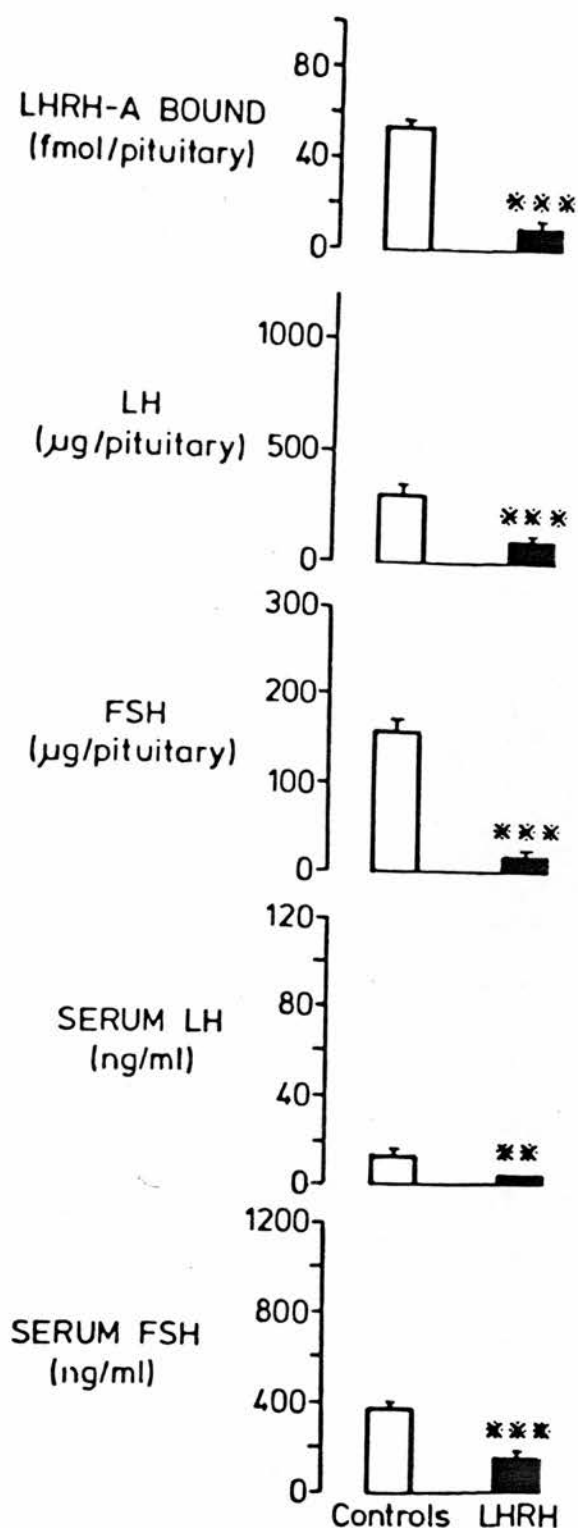 80
LHRH-A BOUND
(fmol/pituitary)
40
***
0
1000
LH
(µg/pituitary)
500
***
0
300
200
FSH
(µg/pituitary)
100
***
0
120
80
SERUM LH
(ng/ml)
40
**
0
1200
800
SERUM FSH
(ng/ml)
400
***
0
Controls LHRH